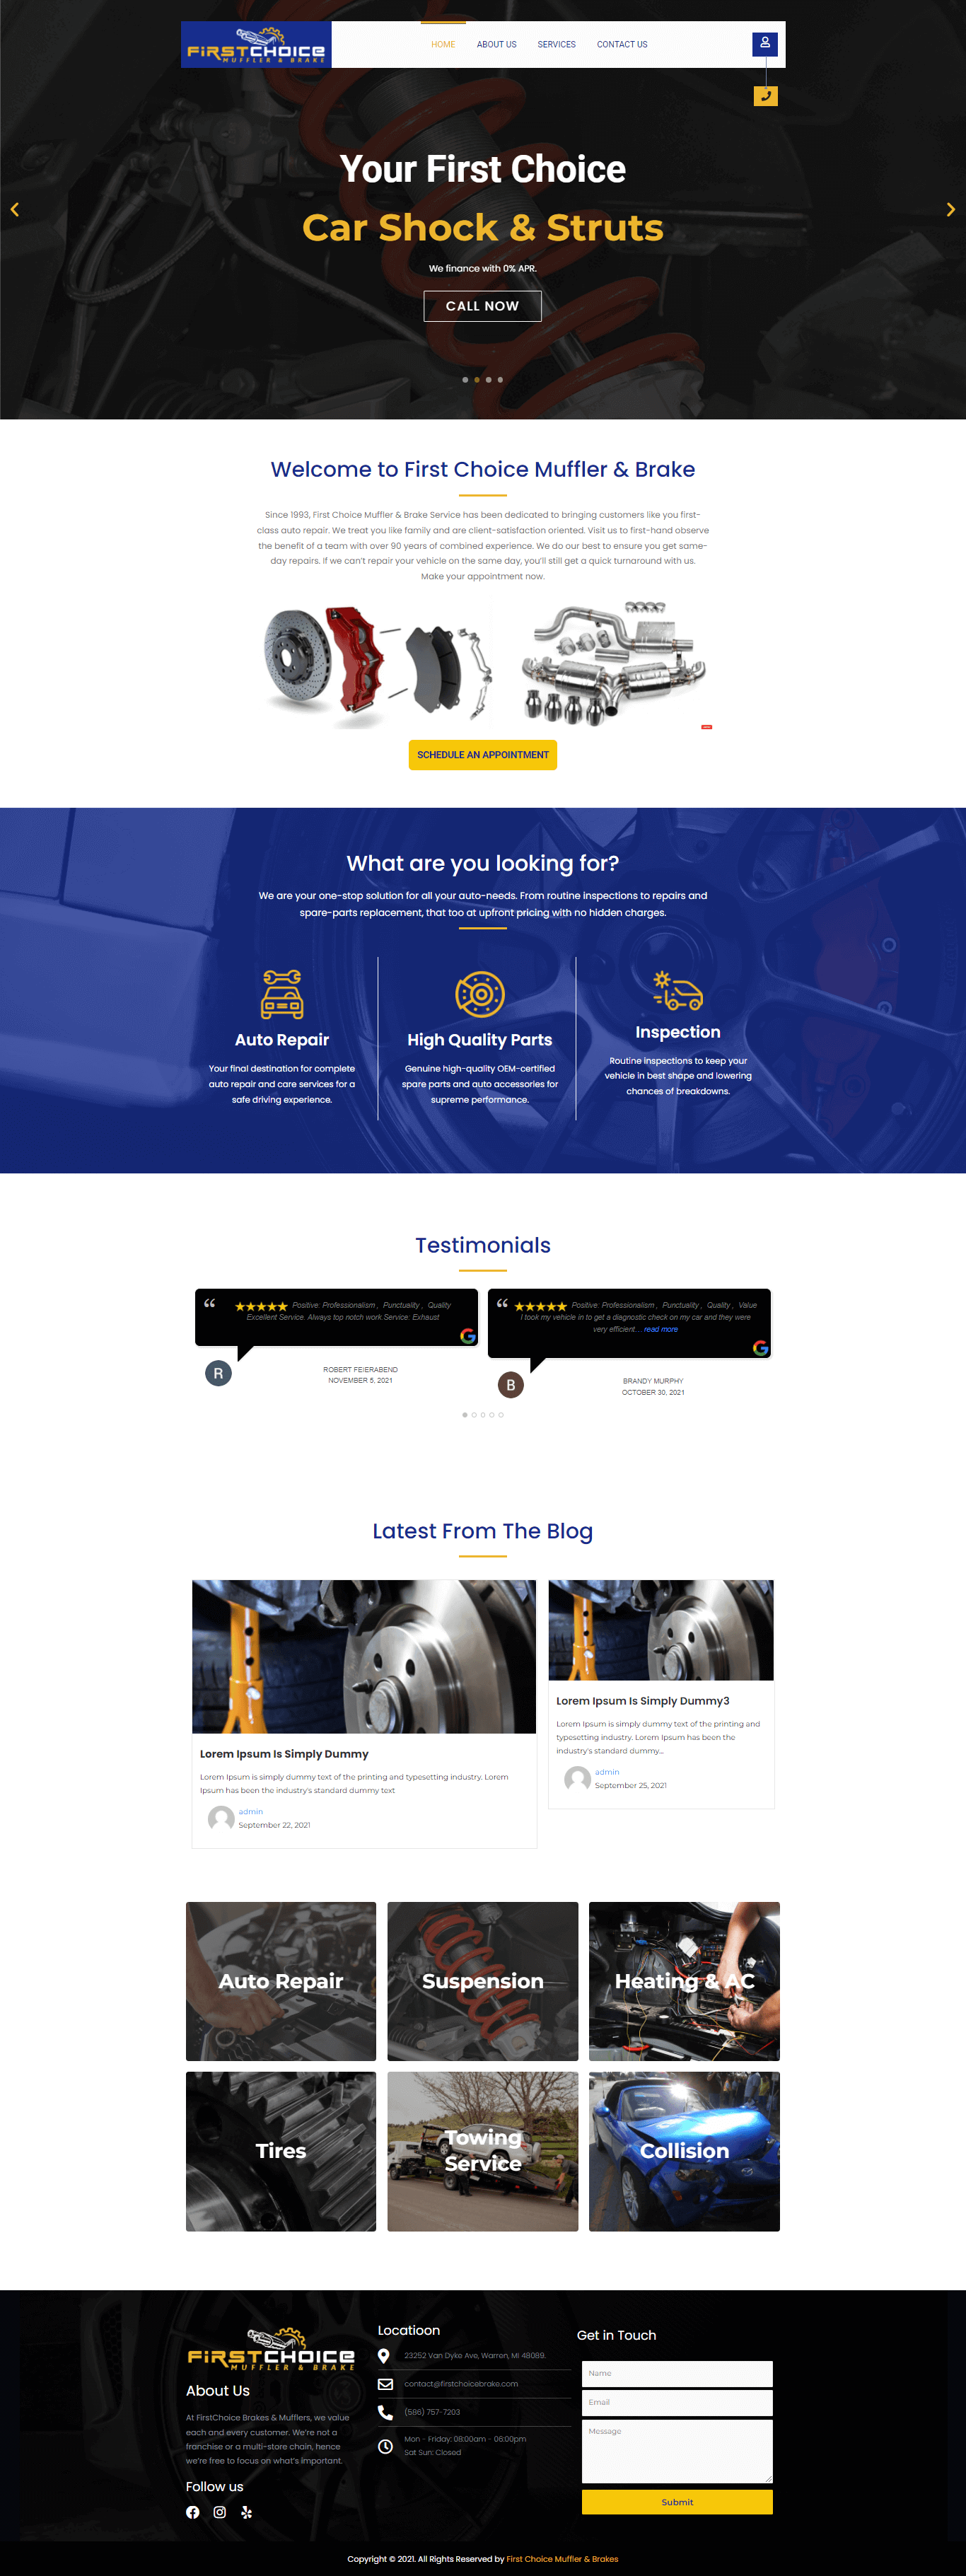 FIRSTCHOICE
MUFFLER & BRAKE
HOME
ABOUT US
SERVICES
CONTACT US
Your First Choice
Car Shock & Struts
We finance with 0% APR.
CALL NOW
Welcome to First Choice Muffler & Brake
Since 1993, First Choice Muffler & Brake Service has been dedicated to bringing customers like you first-
class auto repair. We treat you like family and are client-satisfaction oriented. Visit us to first-hand observe
the benefit of a team with over 90 years of combined experience. We do our best to ensure you get same-
day repairs. If we can't repair your vehicle on the same day, you'll still get a quick turnaround with us.
Make your appointment now.
SCHEDULE AN APPOINTMENT
What are you looking for?
We are your one-stop solution for all your auto-needs. From routine inspections to repairs and
spare-parts replacement, that too at upfront pricing with no hidden charges.
Auto Repair
Your final destination for complete
auto repair and care services for a
safe driving experience.
High Quality Parts
Genuine high-quality OEM-certified
spare parts and auto accessories for
supreme performance.
Inspection
Routine inspections to keep your
vehicle in best shape and lowering
chances of breakdowns.
Testimonials
“ ★★★★★ Positive: Professionalism , Punctuality , Quality
Excellent Service. Always top notch work Service: Exhaust
R
ROBERT FEIERABEND
NOVEMBER 5, 2021
“ ★★★★★ Positive: Professionalism , Punctuality , Quality , Value
I took my vehicle in to get a diagnostic check on my car and they were
very efficient... read more
B
BRANDY MURPHY
OCTOBER 30, 2021
Latest From The Blog
Lorem Ipsum Is Simply Dummy
Lorem Ipsum is simply dummy text of the printing and typesetting industry. Lorem
Ipsum has been the industry's standard dummy text
admin
September 22, 2021
Lorem Ipsum Is Simply Dummy3
Lorem Ipsum is simply dummy text of the printing and
typesetting industry. Lorem Ipsum has been the
industry's standard dummy...
admin
September 25, 2021
Auto Repair
Suspension
Heating & AC
Tires
Towing
Service
Collision
FIRSTCHOICE
MUFFLER & BRAKE
About Us
At FirstChoice Brakes & Mufflers, we value
each and every customer. We're not a
franchise or a multi-store chain, hence
we're free to focus on what's important.
Follow us
Locatioon
23252 Van Dyke Ave, Warren, MI 48089.
contact@firstchoicebrake.com
(586) 757-7203
Mon - Friday: 08:00am - 06:00pm
Sat Sun: Closed
Get in Touch
Name
Email
Message
Submit
Copyright © 2021. All Rights Reserved by First Choice Muffler & Brakes